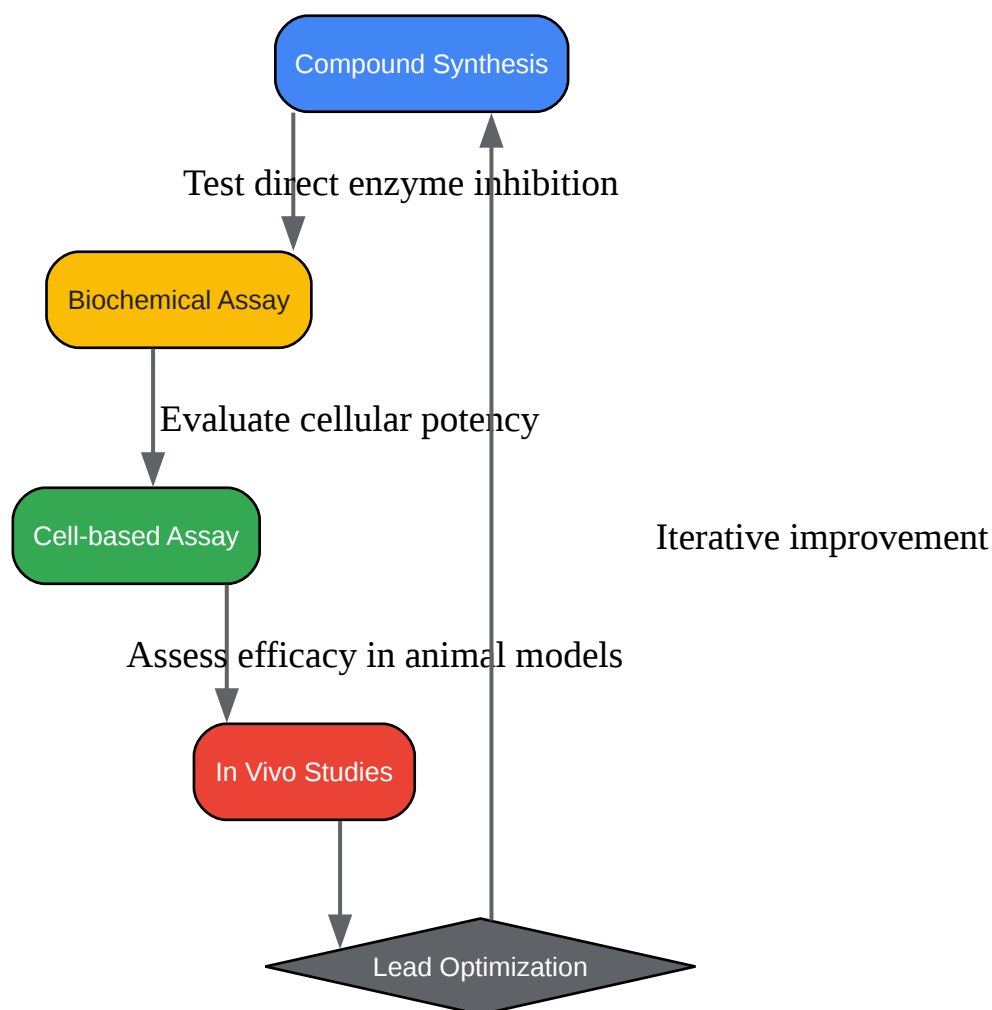 Compound Synthesis
Test direct enzyme inhibition
Biochemical Assay
Evaluate cellular potency
Cell-based Assay
Iterative improvement
Assess efficacy in animal models
In Vivo Studies
Lead Optimization